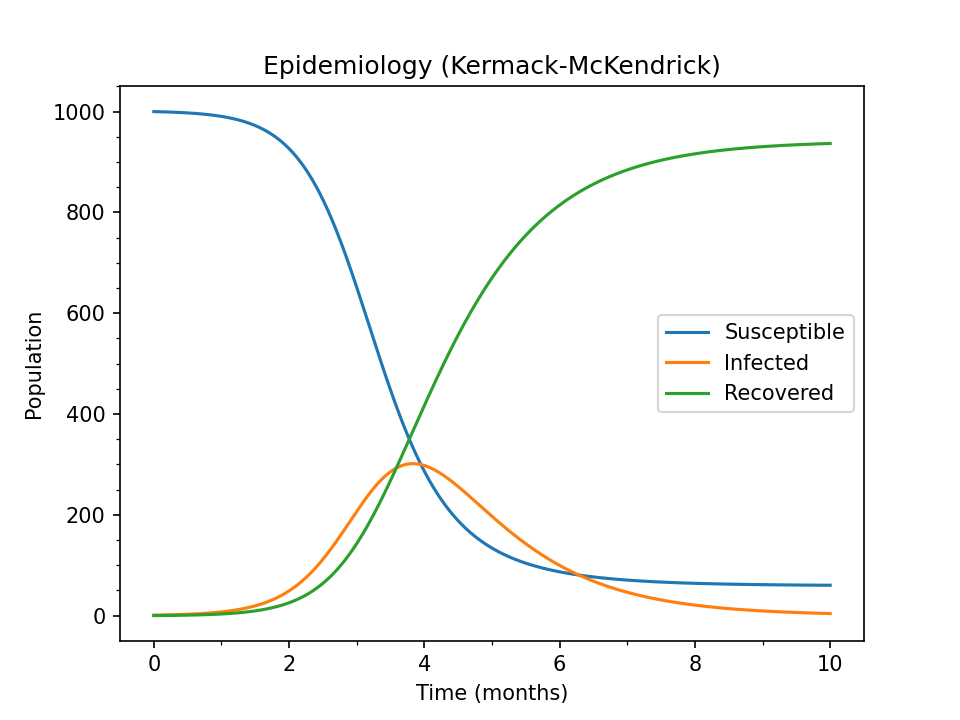 Epidemiology (Kermack-McKendrick)
1000
800
600
400
200
0
Population
Susceptible
Infected
Recovered
0 2 4 6 8 10
Time (months)